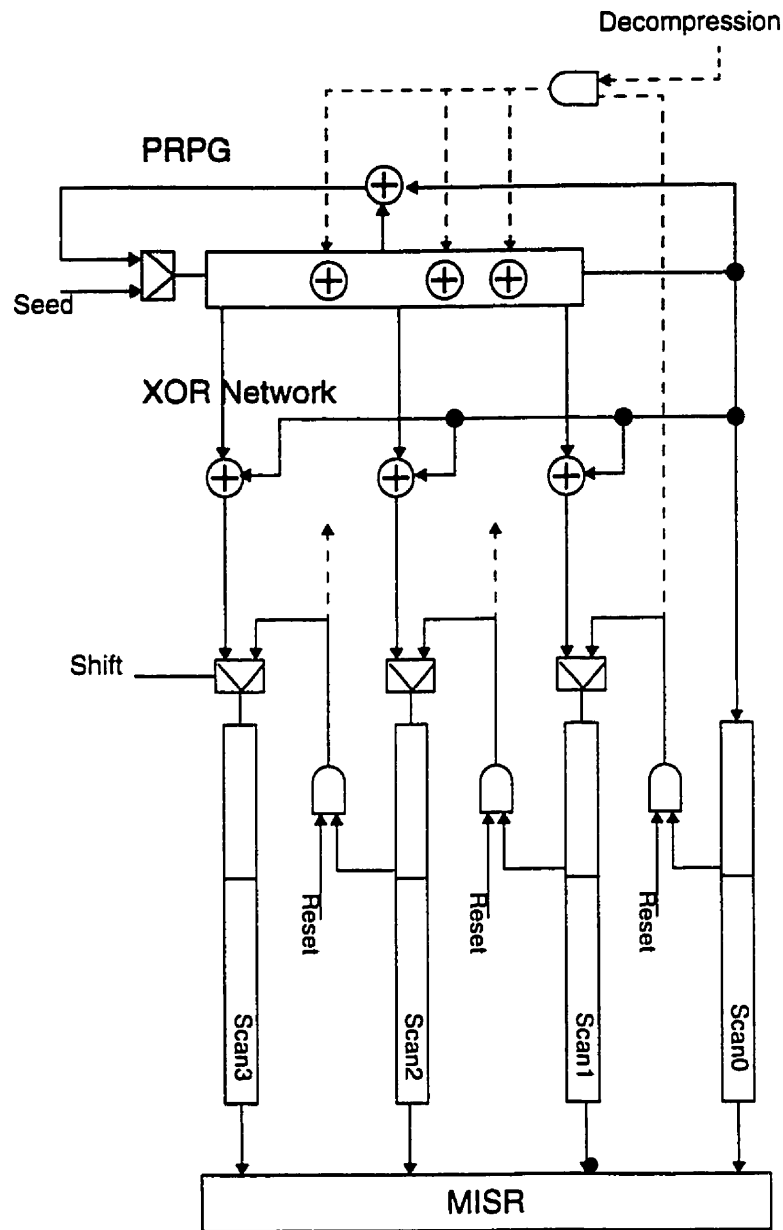 Decompression
PRPG
Seed
XOR Network
Shift
Reset
Reset
Reset
Scan3
Scan2
Scan1
Scan0
MISR